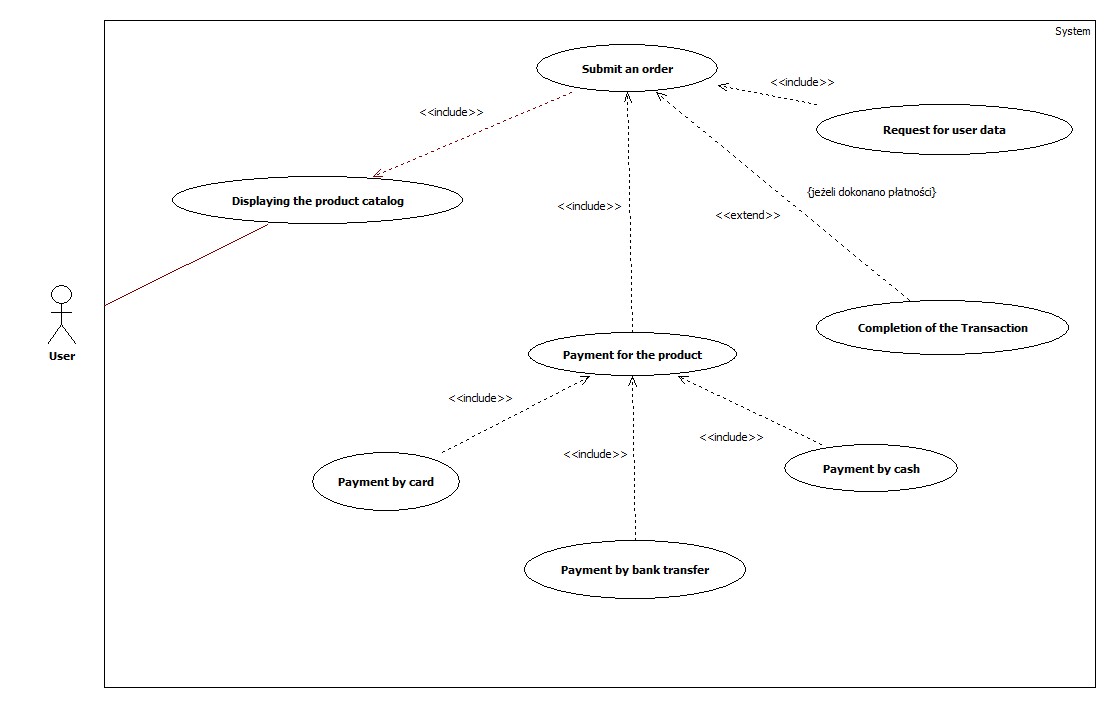 System
Submit an order
<<include>>
<<include>>
Request for user data
Displaying the product catalog
{jeżeli dokonano płatności}
<<include>>
<<extend>>
User
Completion of the Transaction
Payment for the product
<<include>>
<<include>>
<<include>>
Payment by card
Payment by cash
Payment by bank transfer